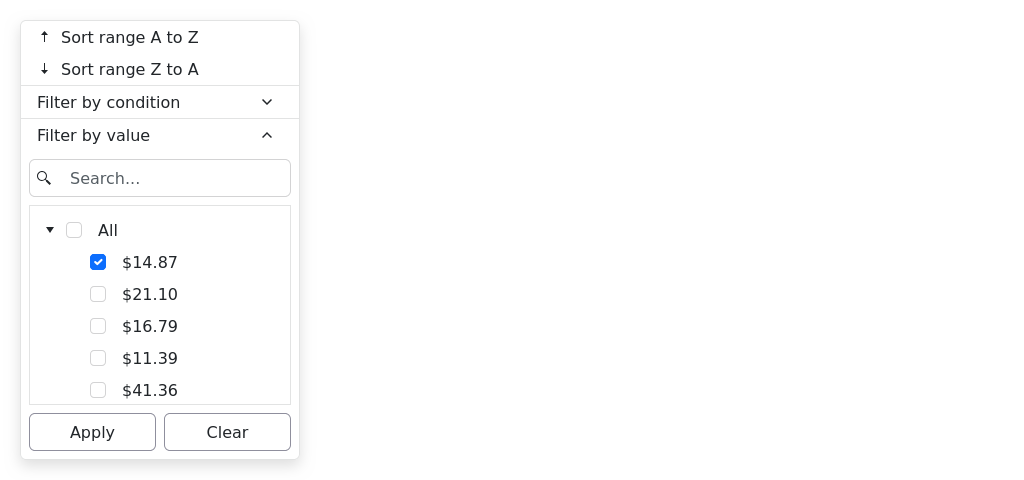 Sort range A to Z
Sort range Z to A
Filter by condition
Filter by value
Search...
All
$14.87
$21.10
$16.79
$11.39
$41.36
Apply Clear